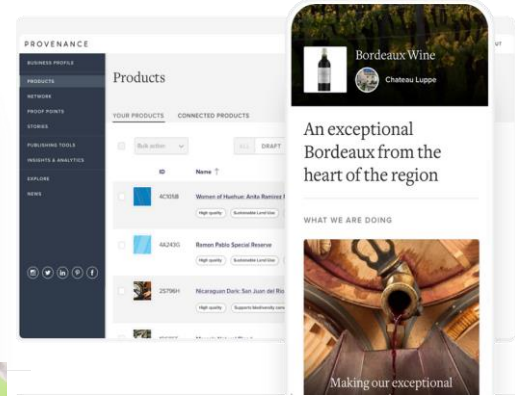 PROVENANCE
BUSINESS PROFILE
PRODUCTS
NETWORK
PROOF POINTS
STORIES
PUBLISHING TOOLS
INSIGHTS & ANALYTICS
EXPLORE
NEWS
Products
YOUR PRODUCTS CONNECTED PRODUCTS
Bulk action ALL DRAFT
ID Name ↑
4C105B Women of Huehue: Anita Ramirez
High quality Sustainable Land Use
4A243G Ramon Pablo Special Reserve
High quality Sustainable Land Use
25796H Nicaraguan Dark: San Juan del Rio
High quality Supports biodiversity
Bordeaux Wine
Chateau Luppe
An exceptional
Bordeaux from the
heart of the region
WHAT WE ARE DOING
Making our exceptional